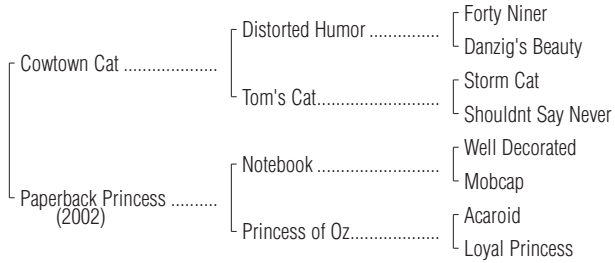 Forty Niner
Distorted Humor ...............
Danzig's Beauty
Cowtown Cat ....................
Storm Cat
Tom's Cat..........................
Shouldnt Say Never
Well Decorated
Notebook ..........................
Mobcap
Paperback Princess ..........
(2002)
Acaroid
Princess of Oz...................
Loyal Princess